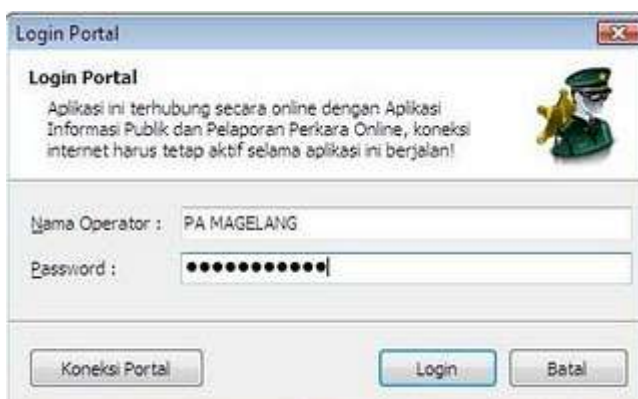 Login Portal
Login Portal
Aplikasi ini terhubung secara online dengan Aplikasi
Informasi Publik dan Pelaporan Perkara Online, koneksi
internet harus tetap aktif selama aplikasi ini berjalan!
Nama Operator : PA MAGELANG
Password : ●●●●●●●●●●●
Koneksi Portal Login Batal